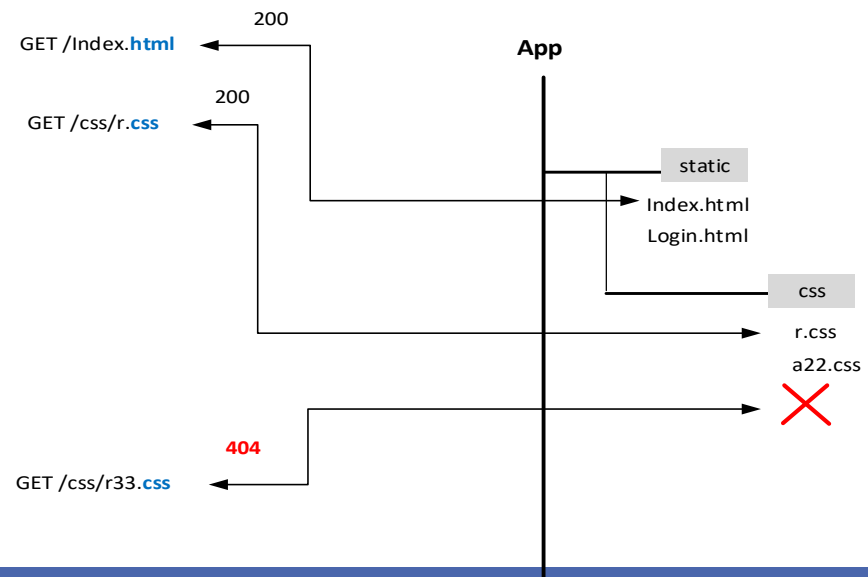 200
GET /Index.html
App
200
GET /css/r.css
static
Index.html
Login.html
css
r.css
a22.css
404
GET /css/r33.css